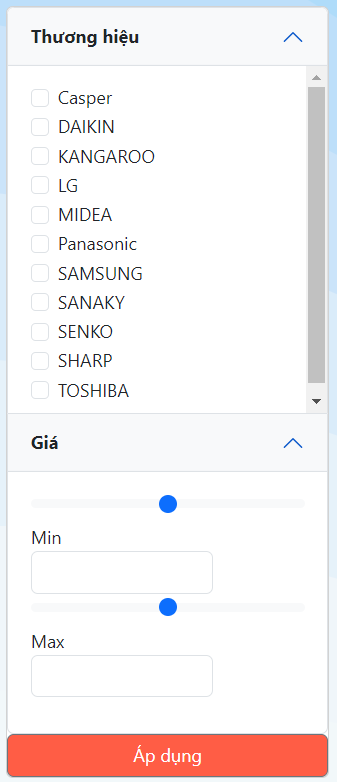 Thương hiệu
Casper
DAIKIN
KANGAROO
LG
MIDEA
Panasonic
SAMSUNG
SANAKY
SENKO
SHARP
TOSHIBA
Giá
Min
Max
Áp dụng